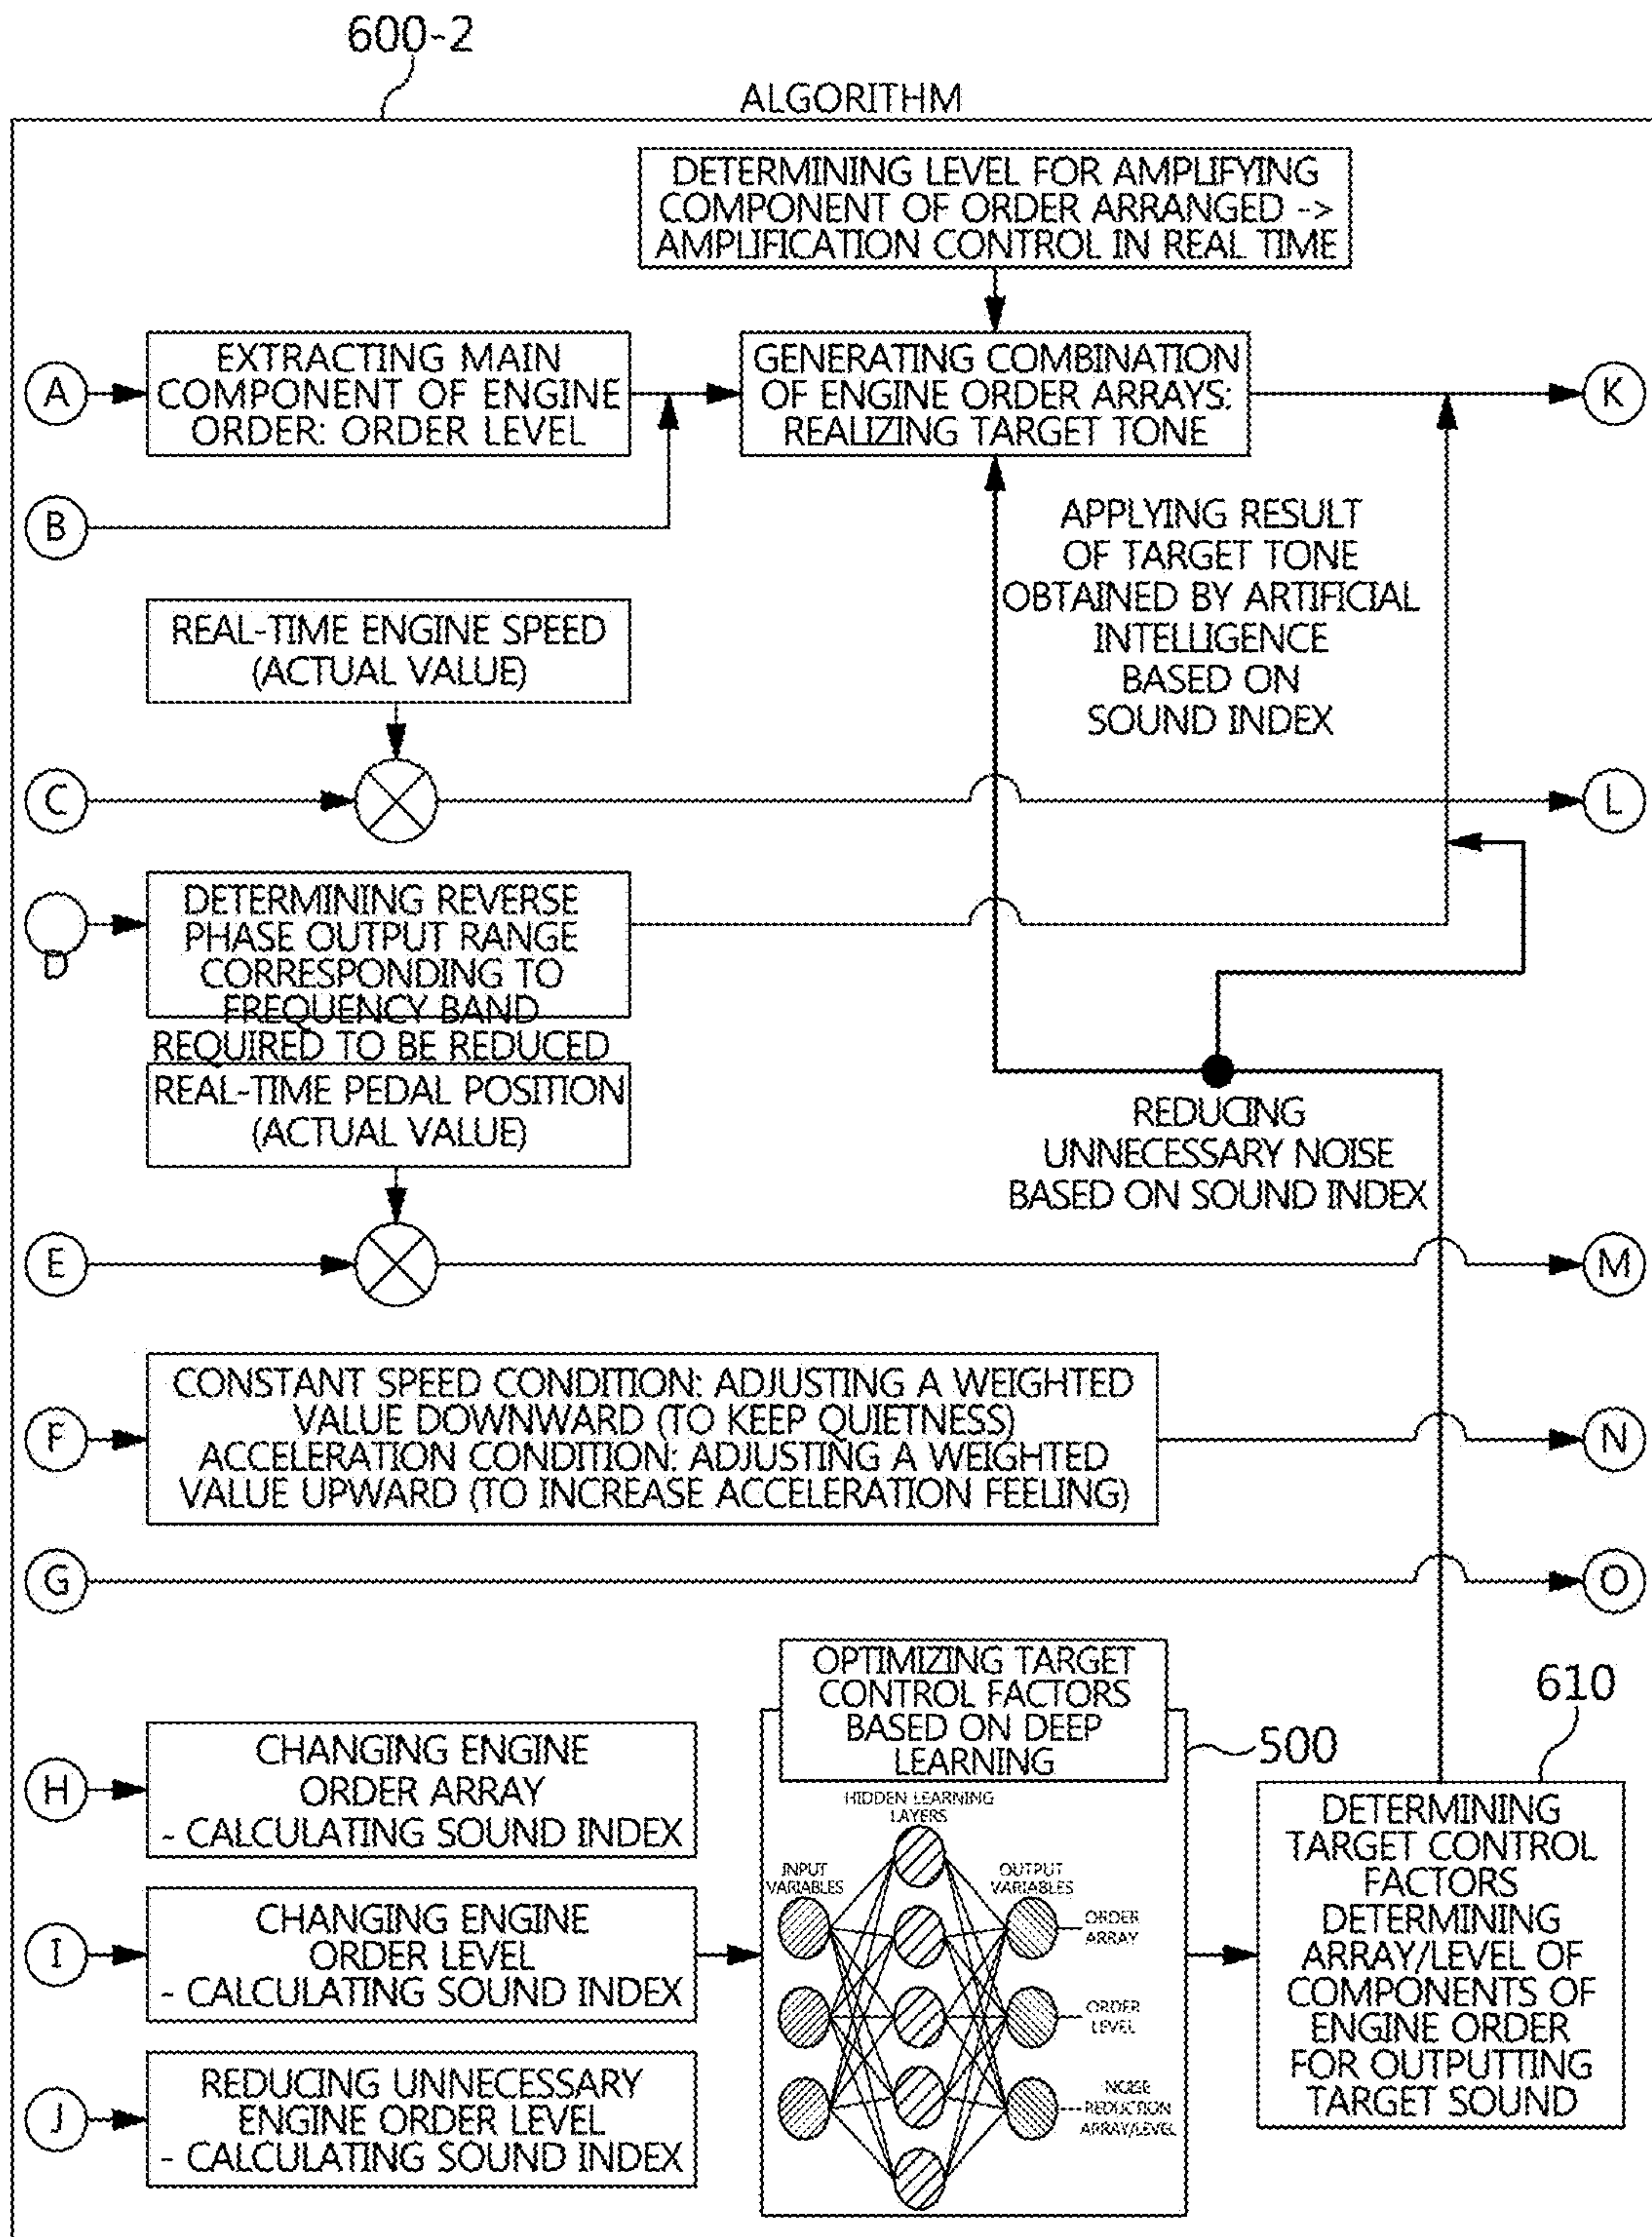 600-2
ALGORITHM
DETERMINING LEVEL FOR AMPLIFYING
COMPONENT OF ORDER ARRANGED ->
AMPLIFICATION CONTROL IN REAL TIME
A
EXTRACTING MAIN
COMPONENT OF ENGINE
ORDER: ORDER LEVEL
GENERATING COMBINATION
OF ENGINE ORDER ARRAYS:
REALIZING TARGET TONE
K
B
APPLYING RESULT
OF TARGET TONE
OBTAINED BY ARTIFICIAL
INTELLIGENCE
BASED ON
SOUND INDEX
REAL-TIME ENGINE SPEED
(ACTUAL VALUE)
C
L
D
DETERMINING REVERSE
PHASE OUTPUT RANGE
CORRESPONDING TO
FREQUENCY BAND
REQUIRED TO BE REDUCED
REAL-TIME PEDAL POSITION
(ACTUAL VALUE)
REDUCING
UNNECESSARY NOISE
BASED ON SOUND INDEX
E
M
F
CONSTANT SPEED CONDITION: ADJUSTING A WEIGHTED
VALUE DOWNWARD (TO KEEP QUIETNESS)
ACCELERATION CONDITION: ADJUSTING A WEIGHTED
VALUE UPWARD (TO INCREASE ACCELERATION FEELING)
N
G
O
H
CHANGING ENGINE
ORDER ARRAY
- CALCULATING SOUND INDEX
I
CHANGING ENGINE
ORDER LEVEL
- CALCULATING SOUND INDEX
J
REDUCING UNNECESSARY
ENGINE ORDER LEVEL
- CALCULATING SOUND INDEX
OPTIMIZING TARGET
CONTROL FACTORS
BASED ON DEEP
LEARNING
500
HIDDEN LEARNING
LAYERS
INPUT
VARIABLES
OUTPUT
VARIABLES
ORDER
ARRAY
ORDER
LEVEL
NOISE
REDUCTION
ARRAY/LEVEL
610
DETERMINING
TARGET CONTROL
FACTORS
DETERMINING
ARRAY/LEVEL OF
COMPONENTS OF
ENGINE ORDER
FOR OUTPUTTING
TARGET SOUND